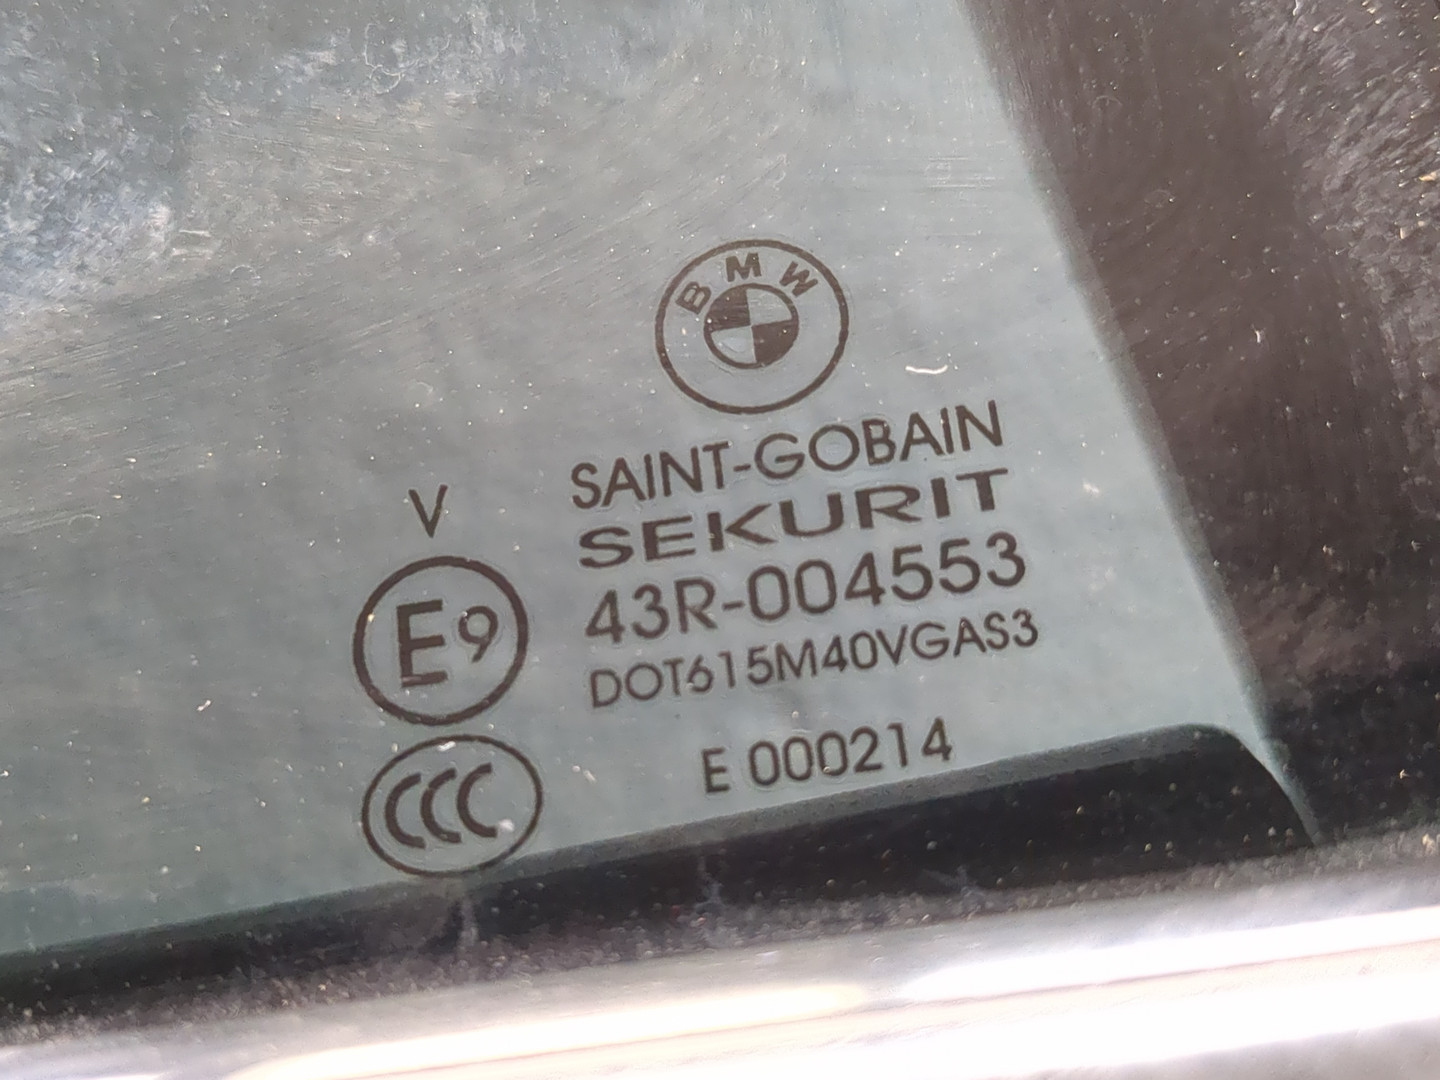 BMW
SAINT-GOBAIN
V
SEKURIT
E9
43R-004553
DOT615M40VGAS3
CCC
E 000214